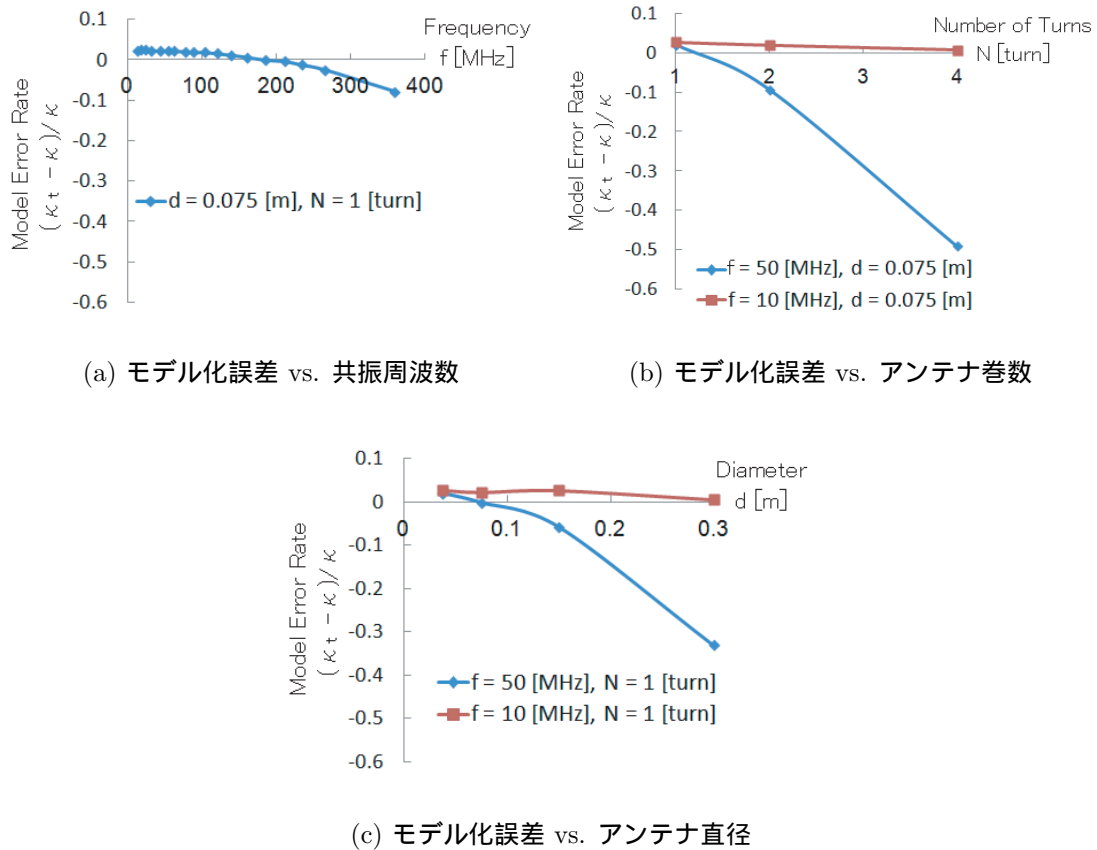 0.1
0
-0.1
-0.2
-0.3
-0.4
-0.5
-0.6
0 100 200 300 400
Frequency
f [MHz]
Model Error Rate
(κt − κ)/κ
d = 0.075 [m], N = 1 [turn]
(a) モデル化誤差 vs. 共振周波数
0.1
0
-0.1
-0.2
-0.3
-0.4
-0.5
-0.6
1 2 3 4
Number of Turns
N [turn]
Model Error Rate
(κt − κ)/κ
f = 50 [MHz], d = 0.075 [m]
f = 10 [MHz], d = 0.075 [m]
(b) モデル化誤差 vs. アンテナ巻数
0.1
0
-0.1
-0.2
-0.3
-0.4
-0.5
-0.6
0 0.1 0.2 0.3
Diameter
d [m]
Model Error Rate
(κt − κ)/κ
f = 50 [MHz], N = 1 [turn]
f = 10 [MHz], N = 1 [turn]
(c) モデル化誤差 vs. アンテナ直径